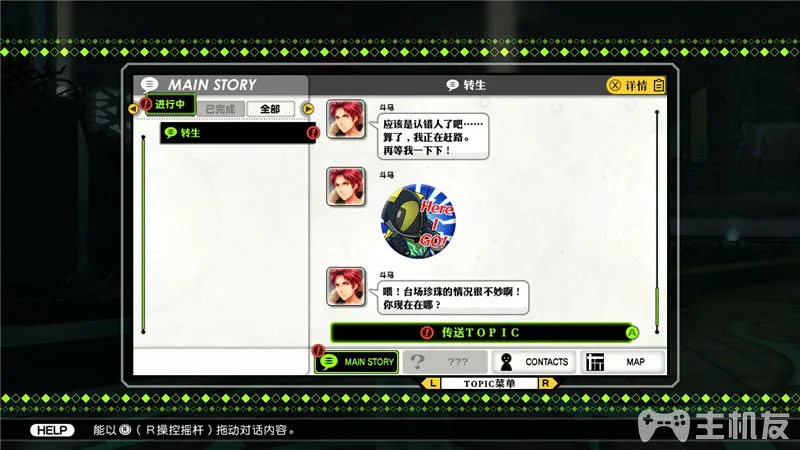 MAIN STORY
转生
详情
进行中
已完成
全部
转生
斗马
应该是认错人了吧……
算了，我正在赶路。
再等我一下下！
斗马
Here
I
GO!
斗马
喂！台场珍珠的情况很不妙啊！
你现在在哪？
传送TOPIC
A
MAIN STORY
???
CONTACTS
MAP
L
TOPIC菜单
R
HELP
能以R（R操控摇杆）拖动对话内容。
主机友